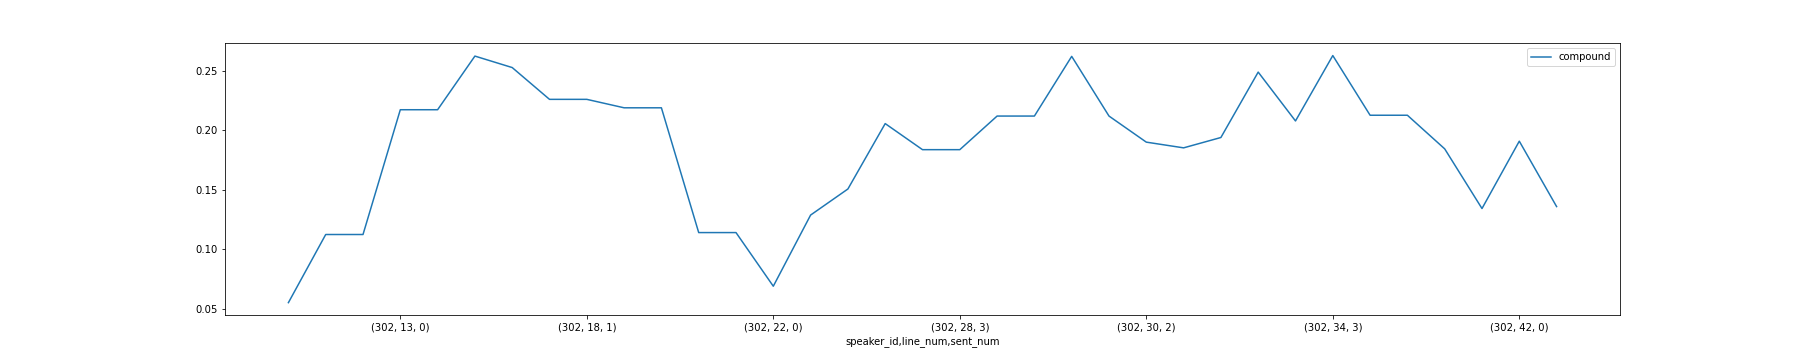 compound
0.25
0.20
0.15
0.10
0.05
(302, 13, 0) (302, 18, 1) (302, 22, 0) (302, 28, 3) (302, 30, 2) (302, 34, 3) (302, 42, 0)
speaker_id,line_num,sent_num